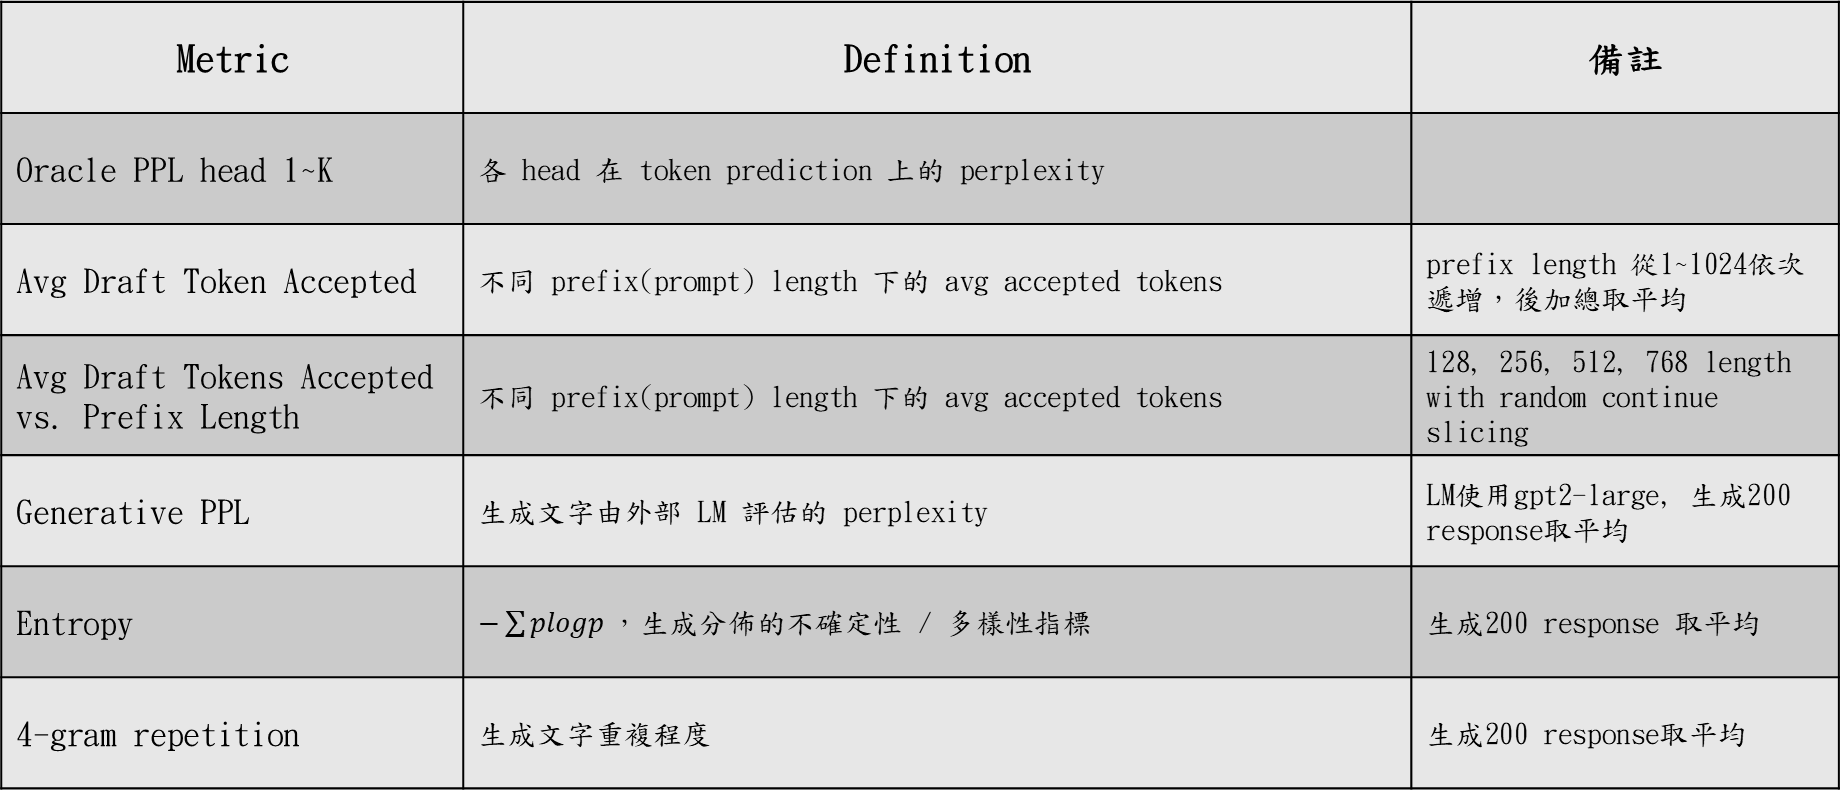 Metric
Definition
備註
Oracle PPL head 1~K
各 head 在 token prediction 上的 perplexity
Avg Draft Token Accepted
不同 prefix(prompt) length 下的 avg accepted tokens
prefix length 從1~1024依次
遞增，後加總取平均
Avg Draft Tokens Accepted
vs. Prefix Length
不同 prefix(prompt) length 下的 avg accepted tokens
128, 256, 512, 768 length
with random continue
slicing
Generative PPL
生成文字由外部 LM 評估的 perplexity
LM使用gpt2-large, 生成200
response取平均
Entropy
−∑plogp，生成分佈的不確定性 / 多樣性指標
生成200 response 取平均
4-gram repetition
生成文字重複程度
生成200 response取平均